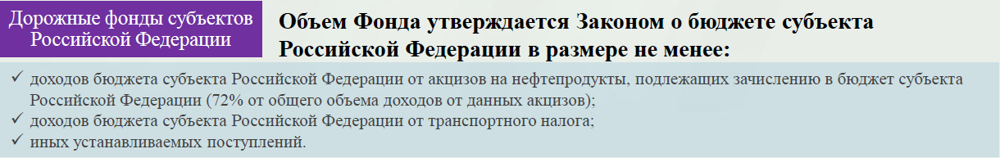 Дорожные фонды субъектов
Российской Федерации
Объем Фонда утверждается Законом о бюджете субъекта
Российской Федерации в размере не менее:
✓ доходов бюджета субъекта Российской Федерации от акцизов на нефтепродукты, подлежащих зачислению в бюджет субъекта
Российской Федерации (72% от общего объема доходов от данных акцизов);
✓ доходов бюджета субъекта Российской Федерации от транспортного налога;
✓ иных устанавливаемых поступлений.